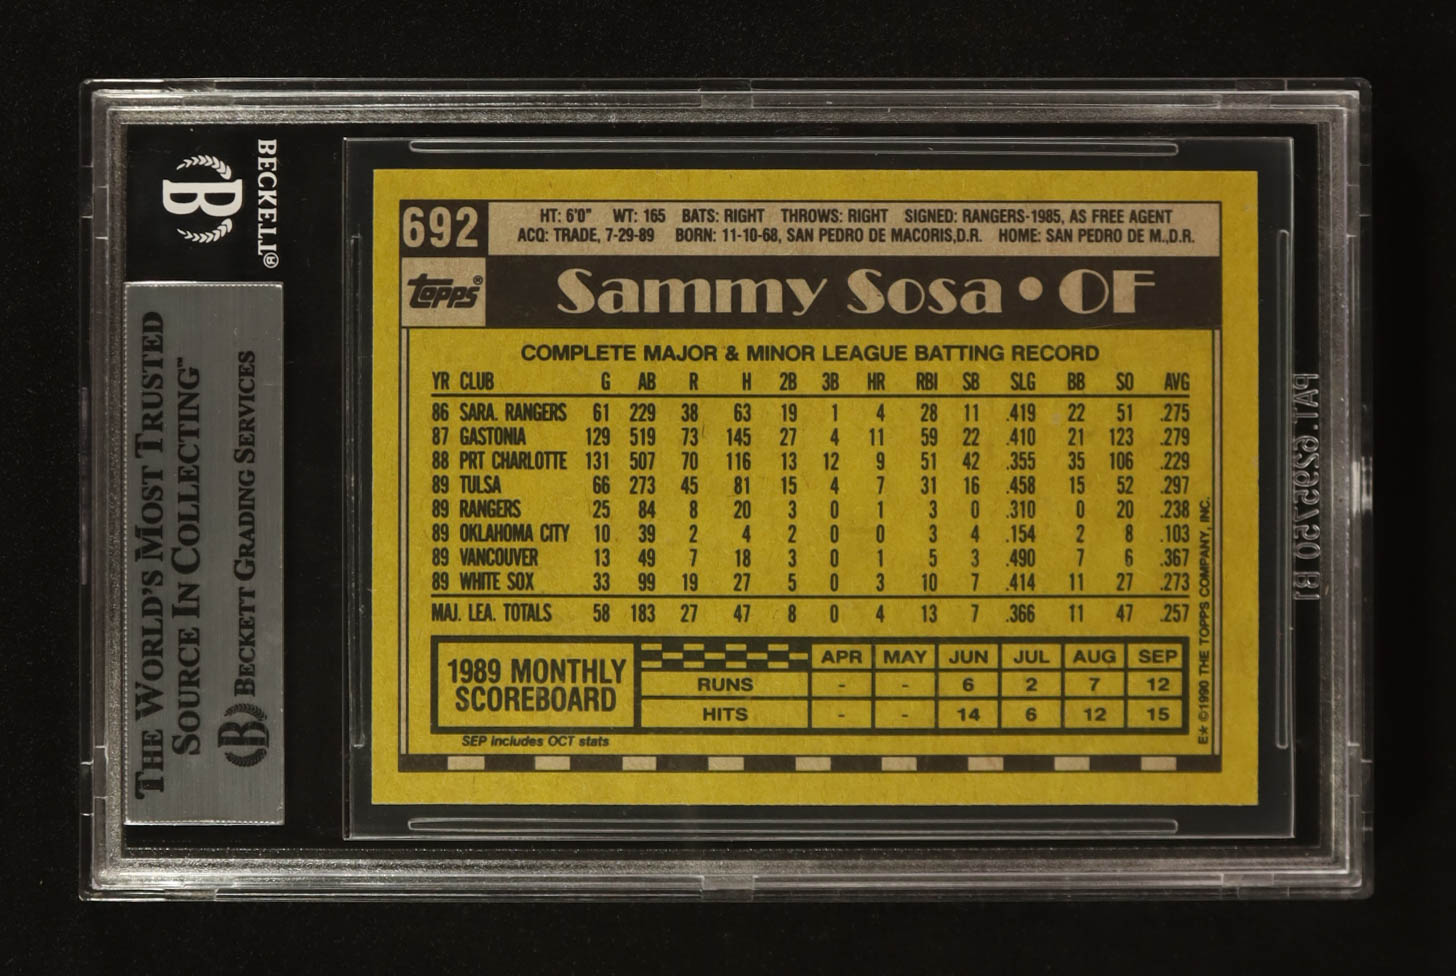 BECKETT®
B
THE WORLD'S MOST TRUSTED
SOURCE IN COLLECTING™
B BECKETT GRADING SERVICES
692 HT: 6'0" WT: 165 BATS: RIGHT THROWS: RIGHT SIGNED: RANGERS-1985, AS FREE AGENT
ACQ: TRADE, 7-29-89 BORN: 11-10-68, SAN PEDRO DE MACORIS,D.R. HOME: SAN PEDRO DE M.,D.R.
topps® Sammy Sosa • OF
COMPLETE MAJOR & MINOR LEAGUE BATTING RECORD
YR CLUB G AB R H 2B 3B HR RBI SB SLG BB SO AVG
86 SARA. RANGERS 61 229 38 63 19 1 4 28 11 .419 22 51 .275
87 GASTONIA 129 519 73 145 27 4 11 59 22 .410 21 123 .279
88 PRT CHARLOTTE 131 507 70 116 13 12 9 51 42 .355 35 106 .229
89 TULSA 66 273 45 81 15 4 7 31 16 .458 15 52 .297
89 RANGERS 25 84 8 20 3 0 1 3 0 .310 0 20 .238
89 OKLAHOMA CITY 10 39 2 4 2 0 0 3 4 .154 2 8 .103
89 VANCOUVER 13 49 7 18 3 0 1 5 3 .490 7 6 .367
89 WHITE SOX 33 99 19 27 5 0 3 10 7 .414 11 27 .273
MAJ. LEA. TOTALS 58 183 27 47 8 0 4 13 7 .366 11 47 .257
1989 MONTHLY
SCOREBOARD
APR MAY JUN JUL AUG SEP
RUNS - - 6 2 7 12
HITS - - 14 6 12 15
SEP includes OCT stats
E★ ©1990 THE TOPPS COMPANY, INC.
PAT. 6295750 B1